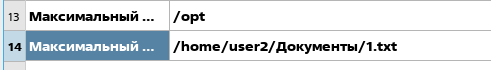 13 Максимальный ... /opt
14 Максимальный ... /home/user2/Документы/1.txt